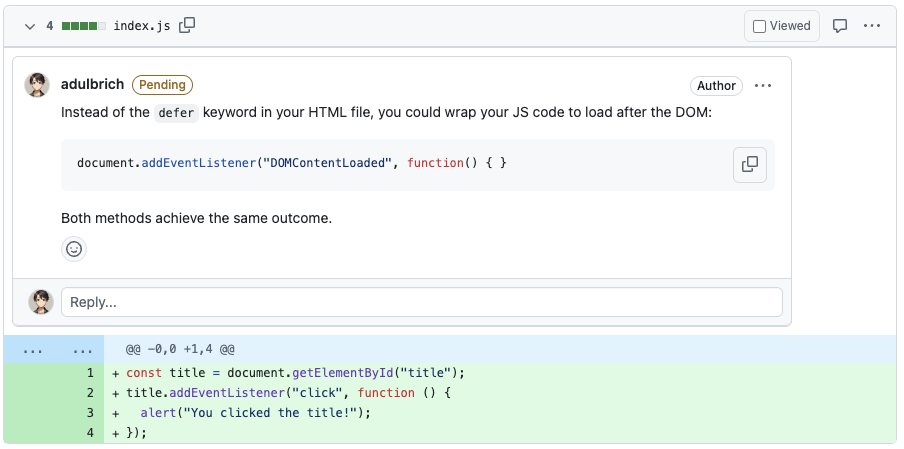 4 index.js Viewed
adulbrich Pending Author
Instead of the defer keyword in your HTML file, you could wrap your JS code to load after the DOM:
document.addEventListener("DOMContentLoaded", function() { }
Both methods achieve the same outcome.
Reply...
... ... @@ -0,0 +1,4 @@
1 + const title = document.getElementById("title");
2 + title.addEventListener("click", function () {
3 +   alert("You clicked the title!");
4 + });